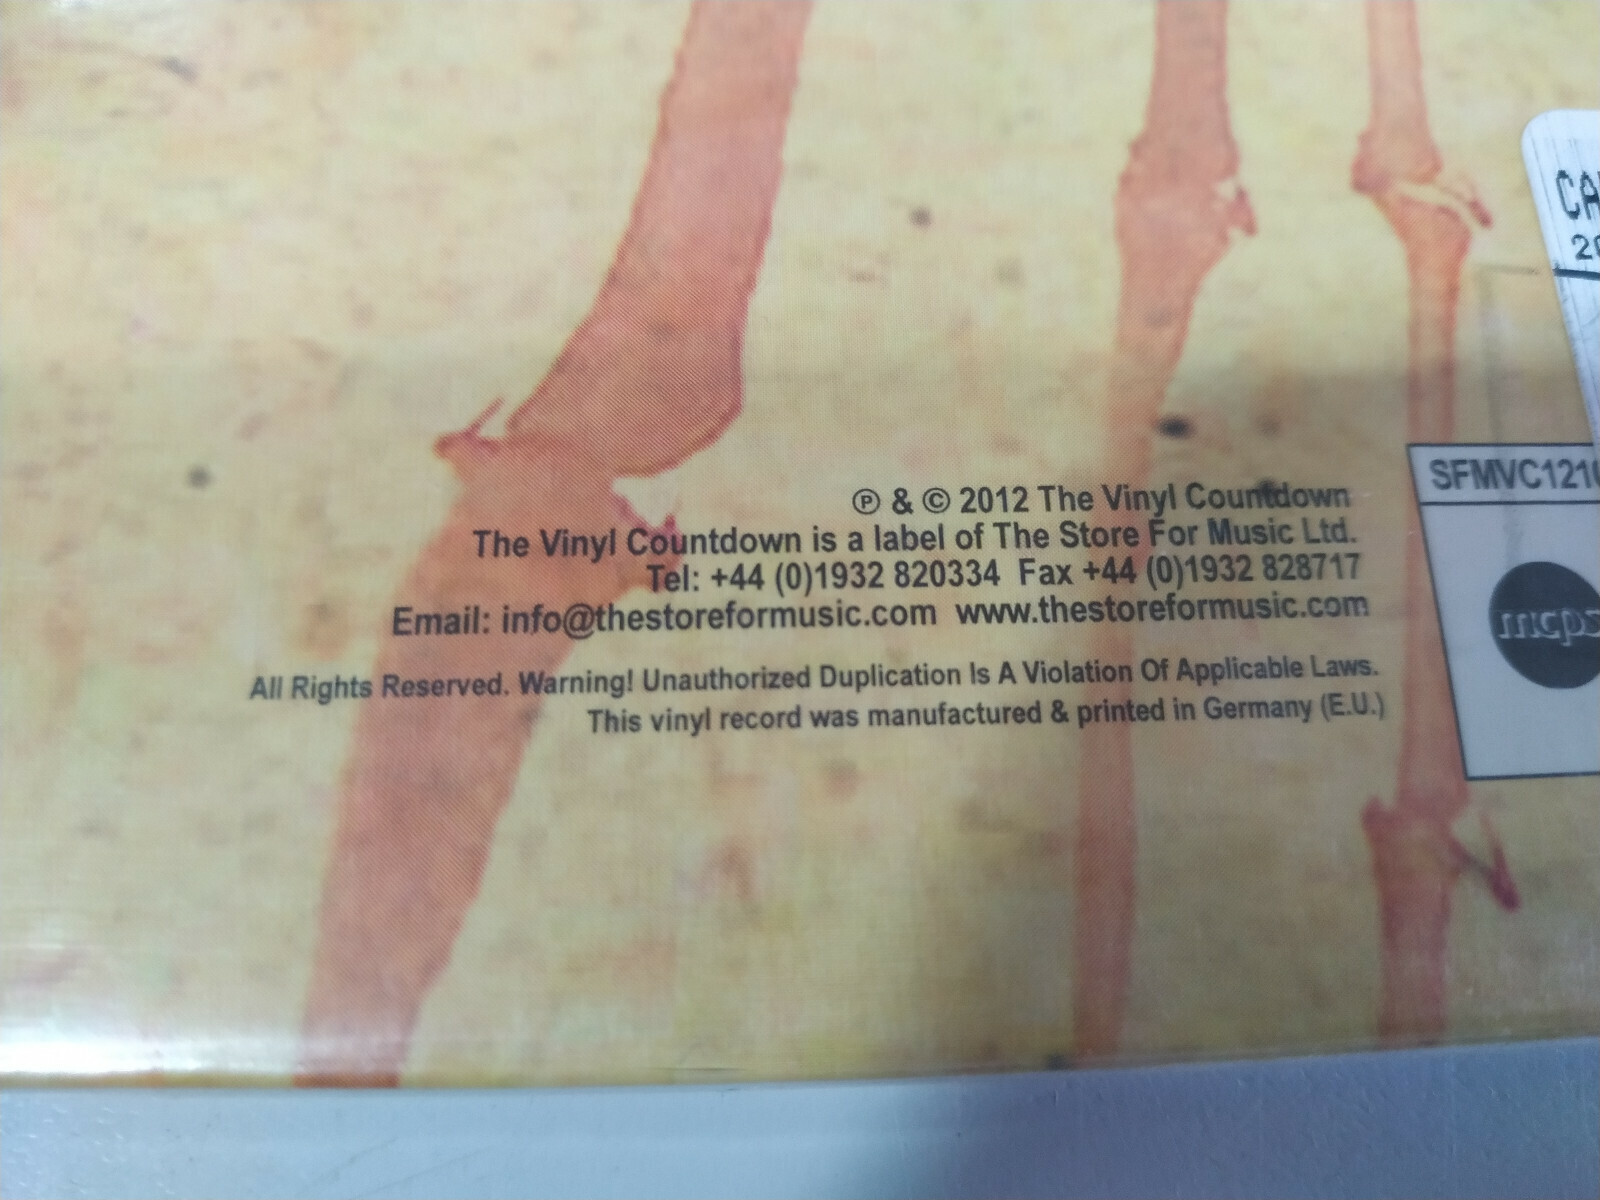 ℗ & © 2012 The Vinyl Countdown
The Vinyl Countdown is a label of The Store For Music Ltd.
Tel: +44 (0)1932 820334 Fax +44 (0)1932 828717
Email: info@thestoreformusic.com www.thestoreformusic.com
All Rights Reserved. Warning! Unauthorized Duplication Is A Violation Of Applicable Laws.
This vinyl record was manufactured & printed in Germany (E.U.)
mcps